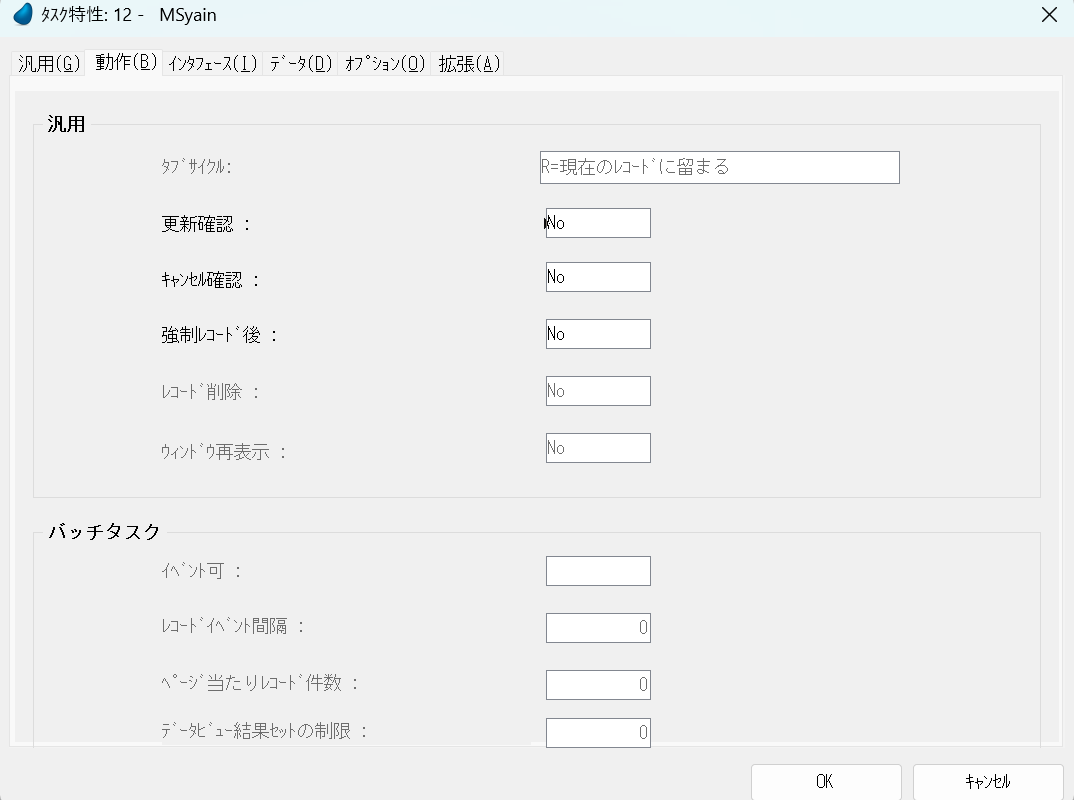 ﾀｽｸ特性: 12 -   MSyain
汎用(G) 動作(B) ｲﾝﾀﾌｪｰｽ(I) ﾃﾞｰﾀ(D) ｵﾌﾟｼｮﾝ(O) 拡張(A)
汎用
ﾀﾌﾞｻｲｸﾙ: R=現在のﾚｺｰﾄﾞに留まる
更新確認 : No
ｷｬﾝｾﾙ確認 : No
強制ﾚｺｰﾄﾞ後 : No
ﾚｺｰﾄﾞ削除 : No
ｳｨﾝﾄﾞｳ再表示 : No
バッチタスク
ｲﾍﾞﾝﾄ可 :
ﾚｺｰﾄﾞｲﾍﾞﾝﾄ間隔 : 0
ﾍﾟｰｼﾞ当たりﾚｺｰﾄﾞ件数 : 0
ﾃﾞｰﾀﾋﾞｭｰ結果ｾｯﾄの制限 : 0
OK ｷｬﾝｾﾙ